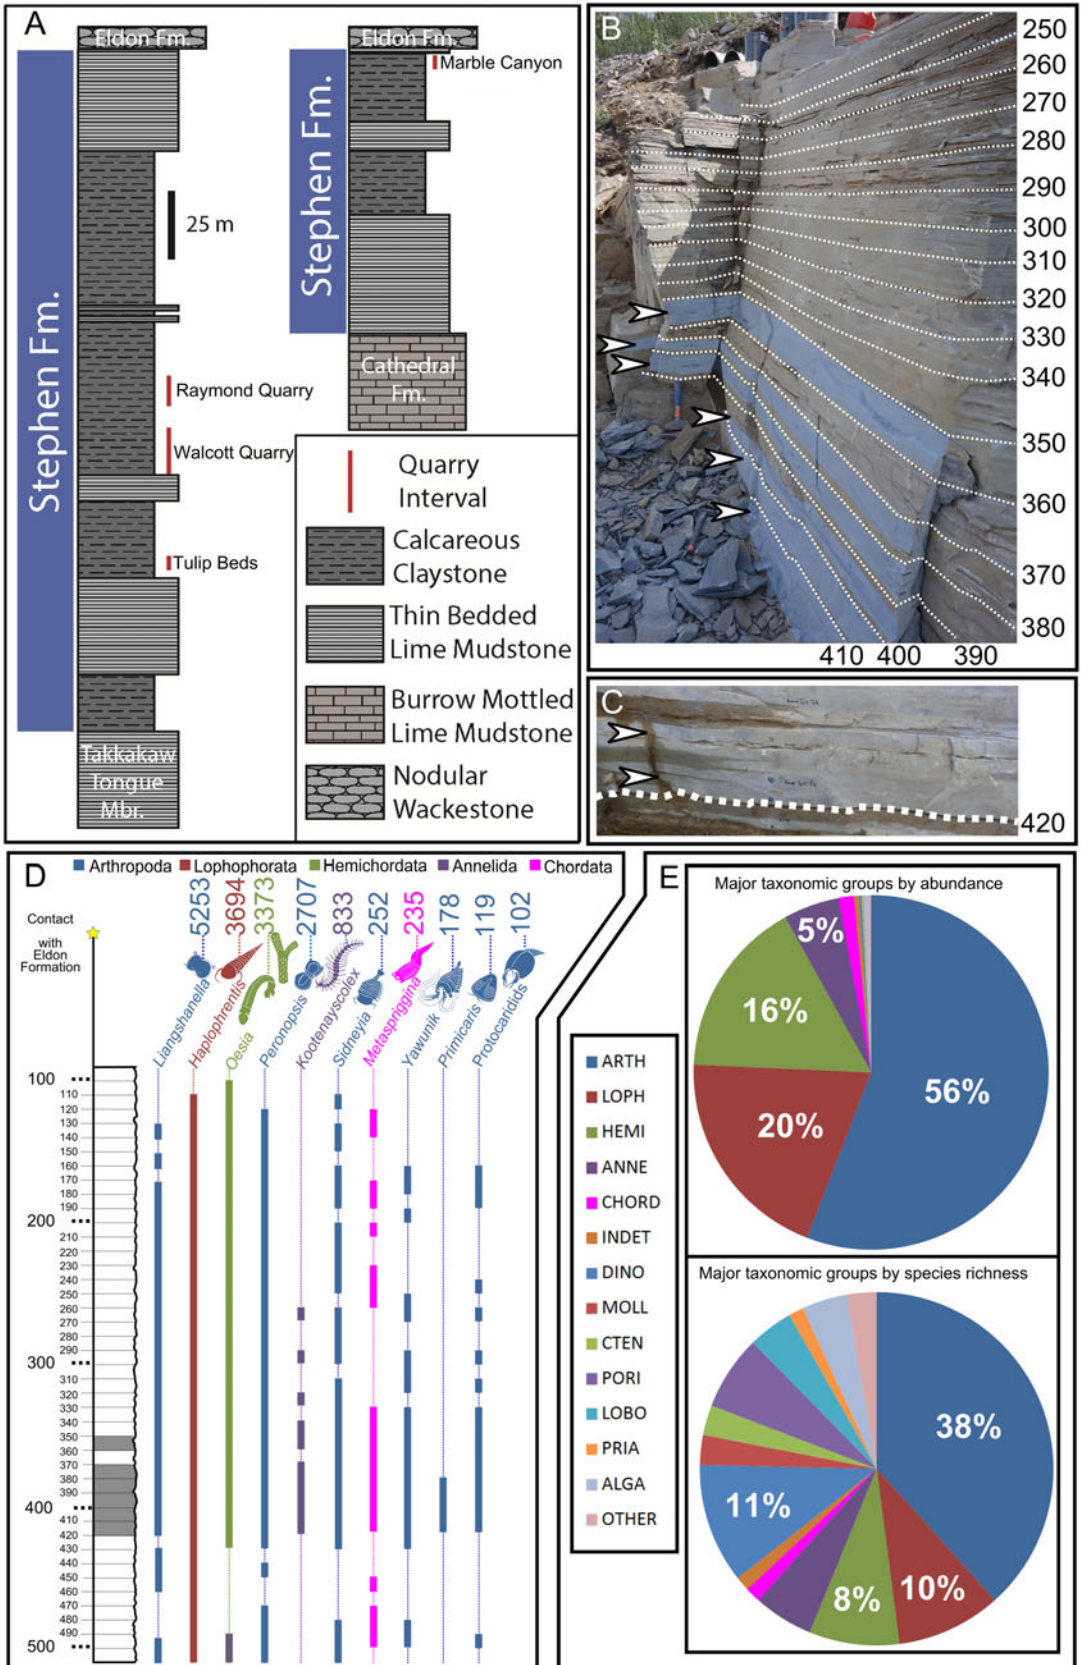 A
Eldon Fm.
Stephen Fm.
25 m
Raymond Quarry
Walcott Quarry
Tulip Beds
Takkakaw
Tongue
Mbr.
Eldon Fm.
Marble Canyon
Stephen Fm.
Cathedral
Fm.
Quarry
Interval
Calcareous
Claystone
Thin Bedded
Lime Mudstone
Burrow Mottled
Lime Mudstone
Nodular
Wackestone
B
250
260
270
280
290
300
310
320
330
340
350
360
370
380
410 400 390
C
420
D
Arthropoda Lophophorata Hemichordata Annelida Chordata
Contact
with Eldon
Formation
5253 3694 3373 2707 833 252 235 178 119 102
Liangshanella Haplophrentis Oesia Peronopsis Kootenayscolex Sidneyia Metaspriggina Yawunik Primicaris Protocaridids
100
110
120
130
140
150
160
170
180
190
200
210
220
230
240
250
260
270
280
290
300
310
320
330
340
350
360
370
380
390
400
410
420
430
440
450
460
470
480
490
500
E
Major taxonomic groups by abundance
5%
16%
20%
56%
ARTH
LOPH
HEMI
ANNE
CHORD
INDET
DINO
MOLL
CTEN
PORI
LOBO
PRIA
ALGA
OTHER
Major taxonomic groups by species richness
38%
11%
8%
10%